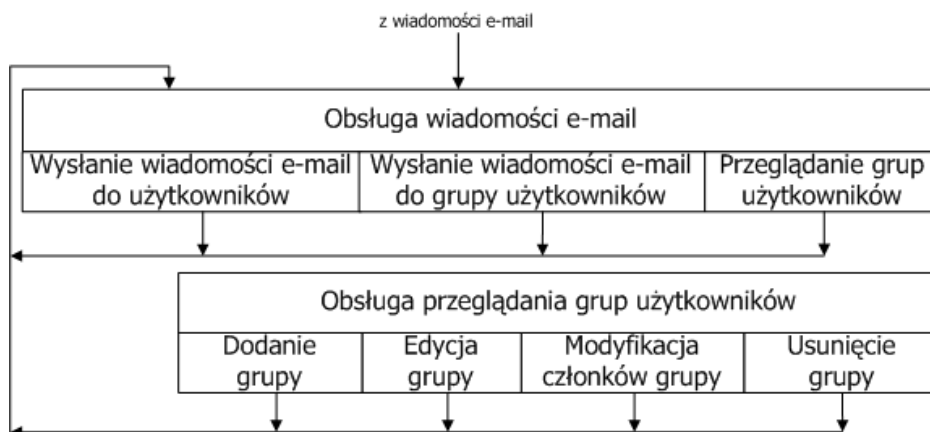 z wiadomości e-mail
Obsługa wiadomości e-mail
Wysłanie wiadomości e-mail
do użytkowników
Wysłanie wiadomości e-mail
do grupy użytkowników
Przeglądanie grup
użytkowników
Obsługa przeglądania grup użytkowników
Dodanie
grupy
Edycja
grupy
Modyfikacja
członków grupy
Usunięcie
grupy